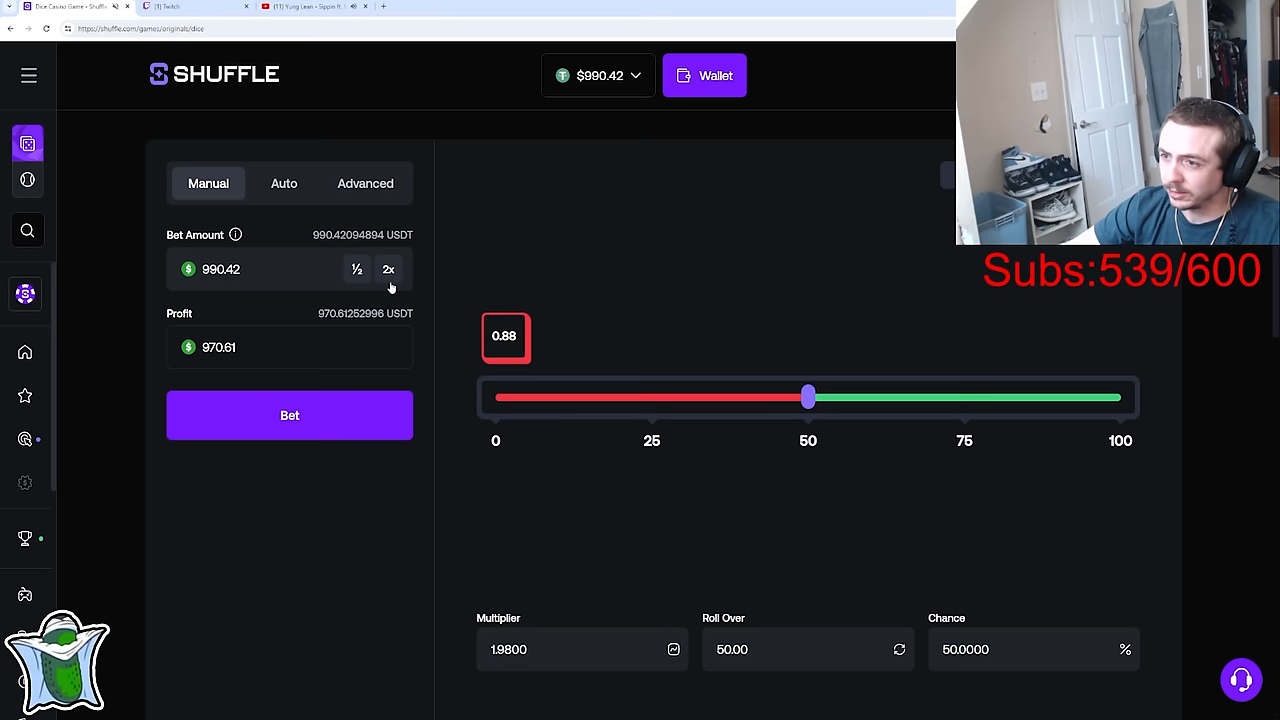 Dice Casino Game - Shuffle
(1) Twitch
(11) Yung Lean - Sippin ft.
https://shuffle.com/games/originals/dice
SHUFFLE
$990.42
Wallet
Manual
Auto
Advanced
Bet Amount
990.42094894 USDT
990.42
½
2x
Profit
970.61252996 USDT
970.61
Bet
Subs:539/600
0.88
0
25
50
75
100
Multiplier
Roll Over
Chance
1.9800
50.00
50.0000
%